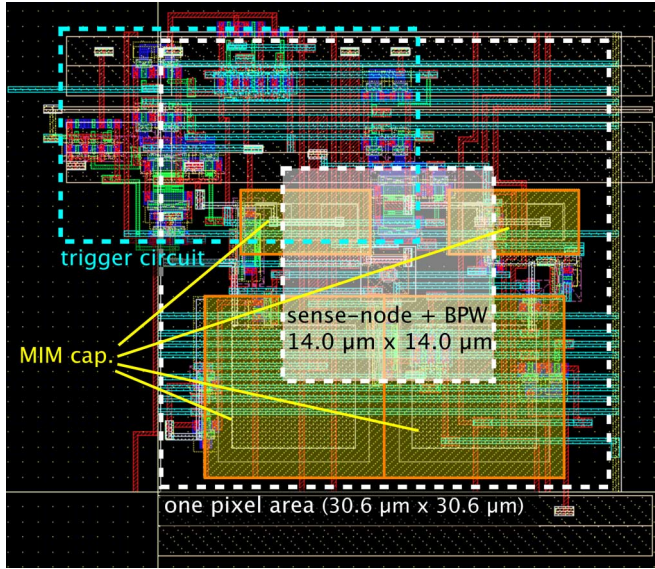 trigger circuit
sense-node + BPW
14.0 µm x 14.0 µm
MIM cap.
one pixel area (30.6 µm x 30.6 µm)